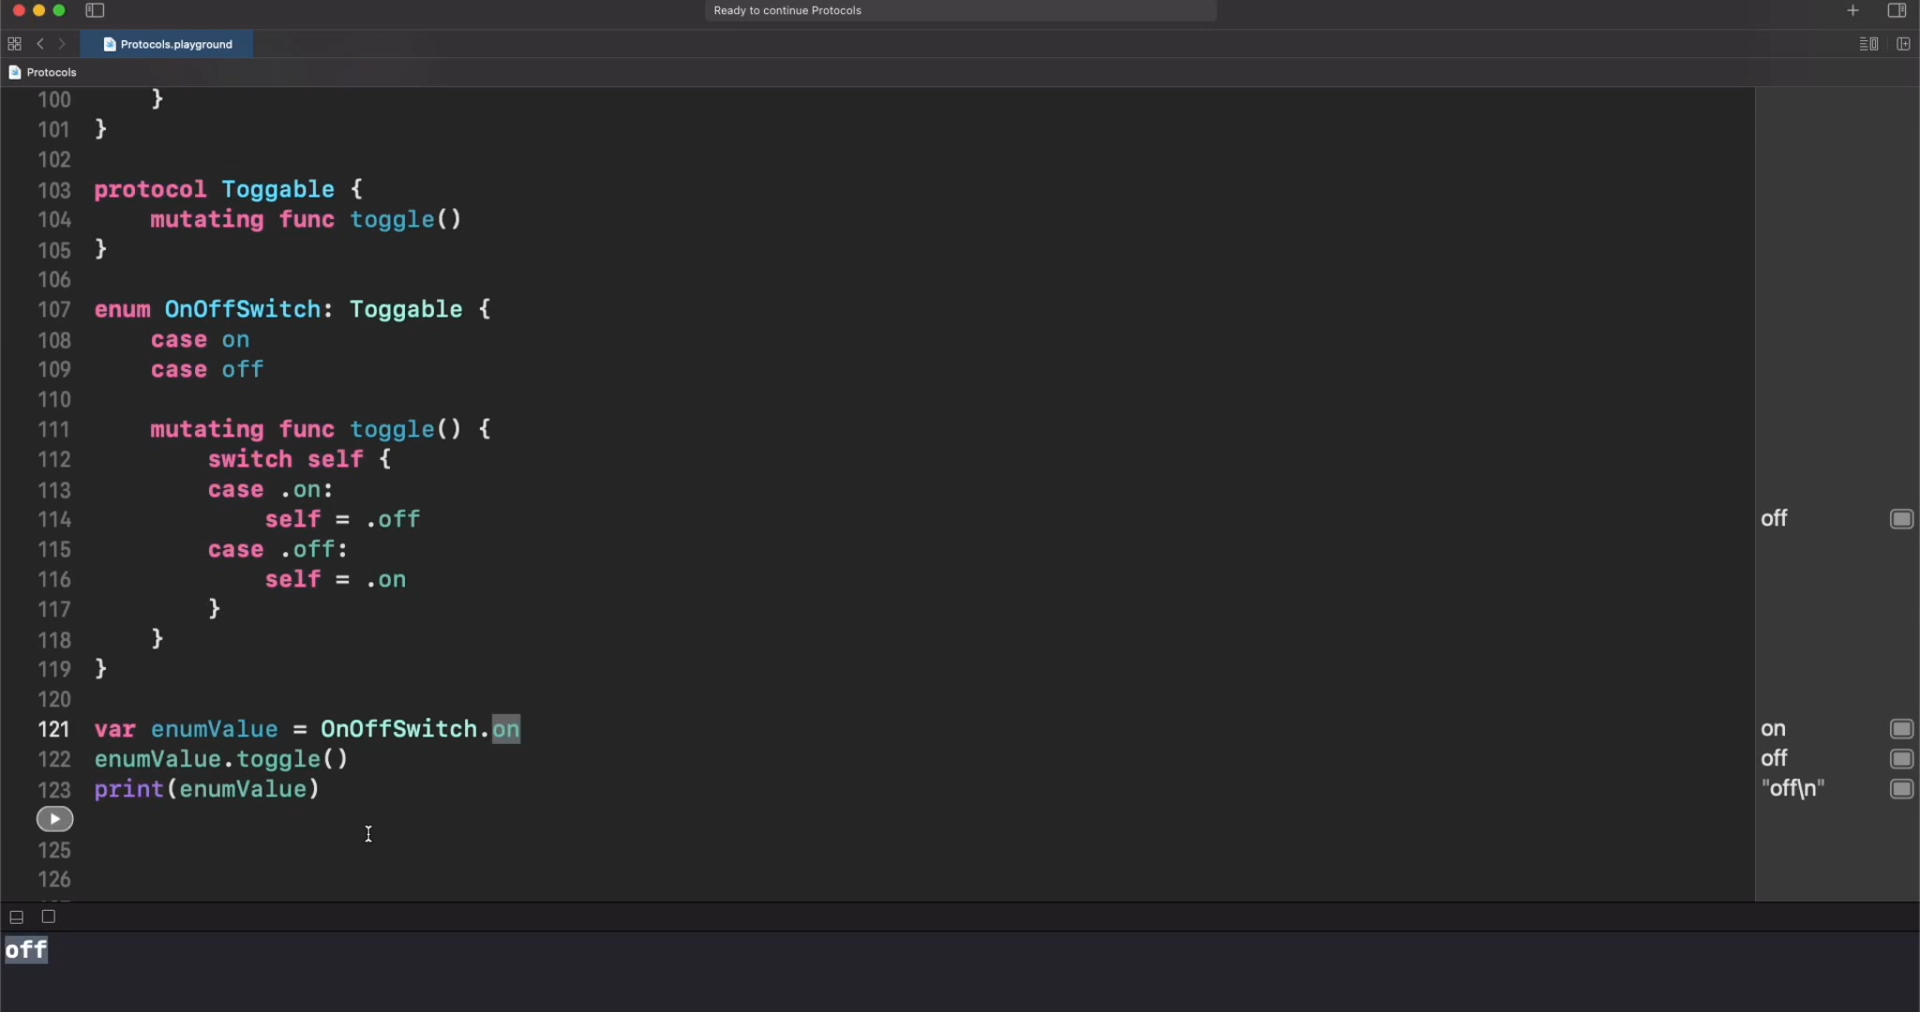 Ready to continue Protocols
Protocols.playground
Protocols
100 }
101 }
102
103 protocol Toggable {
104 mutating func toggle()
105 }
106
107 enum OnOffSwitch: Toggable {
108 case on
109 case off
110
111 mutating func toggle() {
112 switch self {
113 case .on:
114 self = .off off
115 case .off:
116 self = .on
117 }
118 }
119 }
120
121 var enumValue = OnOffSwitch.on on
122 enumValue.toggle() off
123 print(enumValue) "off\n"
125
126
off